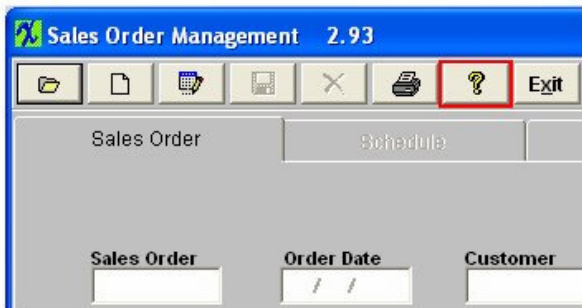 Sales Order Management 2.93
? Exit
Sales Order Schedule
Sales Order Order Date Customer
/ /